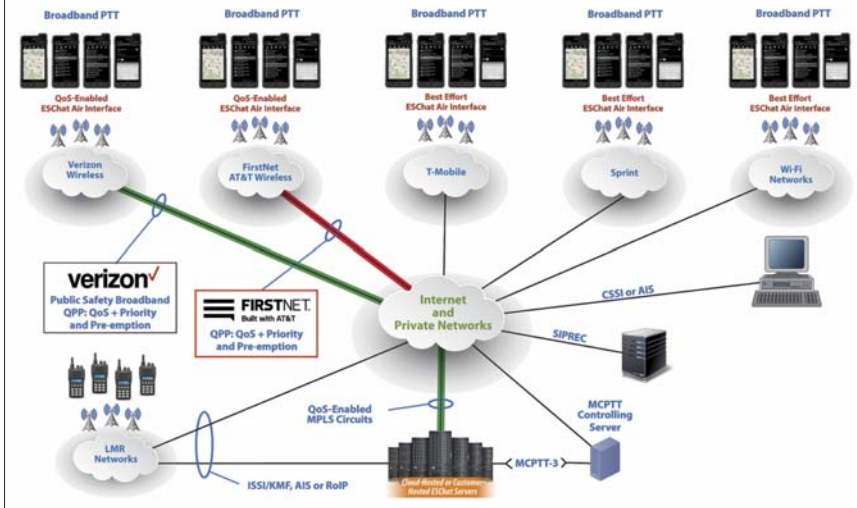 Broadband PTT
Broadband PTT
Broadband PTT
Broadband PTT
Broadband PTT
QoS-Enabled
ESChat Air Interface
QoS-Enabled
ESChat Air Interface
Best Effort
ESChat Air Interface
Best Effort
ESChat Air Interface
Best Effort
ESChat Air Interface
Verizon
Wireless
FirstNet
AT&T Wireless
T-Mobile
Sprint
Wi-Fi
Networks
verizon✓
Public Safety Broadband
QPP: QoS + Priority
and Pre-emption
FIRSTNET.
Built with AT&T
QPP: QoS + Priority
and Pre-emption
Internet
and
Private Networks
CSSI or AIS
SIPREC
QoS-Enabled
MPLS Circuits
MCPTT
Controlling
Server
LMR
Networks
ISSI/KMF, AIS or RoIP
MCPTT-3
Cloud-Hosted or Customer-
Hosted ESChat Servers